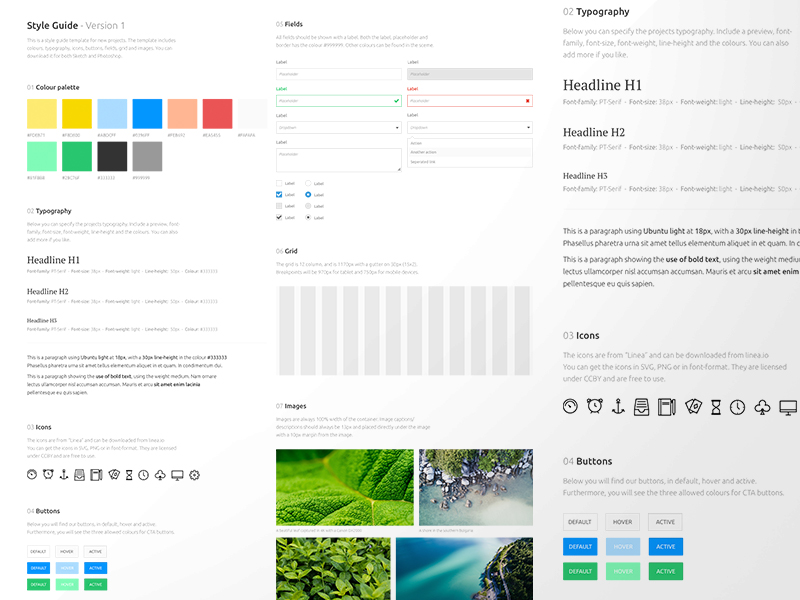 Style Guide - Version 1
This is a style guide template for new projects. The template includes
colours, typography, icons, buttons, fields, grid and images. You can
download it for both Sketch and Photoshop.
01 Colour palette
#333333
#999999
02 Typography
Below you can specify the projects typography. Include a preview, font-
family, font-size, font-weight, line-height and the colours. You can also
add more if you like.
Headline H1
Font-family: PT-Serif - Font-size: 38px - Font-weight: light - Line-height: 50px - Colour: #333333
Headline H2
Font-family: PT-Serif - Font-size: 38px - Font-weight: light - Line-height: 50px - Colour: #333333
Headline H3
Font-family: PT-Serif - Font-size: 38px - Font-weight: light - Line-height: 50px - Colour: #333333
This is a paragraph using Ubuntu light at 18px, with a 30px line-height in the colour #333333
Phasellus pharetra urna sit amet tellus elementum aliquet in et quam. In condimentum dui.
This is a paragraph showing the use of bold text, using the weight medium. Nam ornare
lectus ullamcorper nisl accumsan accumsan. Mauris et arcu sit amet enim lacinia
pellentesque eu quis sapien.
03 Icons
The icons are from "Linea" and can be downloaded from linea.io
You can get the icons in SVG, PNG or in font-format. They are licensed
under CCBY and are free to use.
04 Buttons
Below you will find our buttons, in default, hover and active.
Furthermore, you will see the three allowed colours for CTA buttons.
DEFAULT HOVER ACTIVE
DEFAULT HOVER ACTIVE
DEFAULT HOVER ACTIVE
05 Fields
All fields should be shown with a label. Both the label, placeholder and
border has the colour #999999. Other colours can be found in the scene.
Label Label
Placeholder Placeholder
Label Label
Placeholder Placeholder
Label Label
Dropdown Dropdown
Label
Placeholder
Action
Another action
Separated link
Label Label
Label Label
Label Label
Label Label
06 Grid
The grid is 12 column, and is 1170px with a gutter on 30px (15x2).
Breakpoints will be 970px for tablet and 750px for mobile devices.
07 Images
Images are always 100% width of the container. Image captions/
descriptions should always be 15px and placed directly under the image
with a 10px margin from the image.
02 Typography
Below you can specify the projects typography. Include a preview, font-
family, font-size, font-weight, line-height and the colours. You can also
add more if you like.
Headline H1
Font-family: PT-Serif - Font-size: 38px - Font-weight: light - Line-height: 50px -
Headline H2
Font-family: PT-Serif - Font-size: 38px - Font-weight: light - Line-height: 50px -
Headline H3
Font-family: PT-Serif - Font-size: 38px - Font-weight: light - Line-height: 50px -
This is a paragraph using Ubuntu light at 18px, with a 30px line-height in t
Phasellus pharetra urna sit amet tellus elementum aliquet in et quam. In c
This is a paragraph showing the use of bold text, using the weight medium
lectus ullamcorper nisl accumsan accumsan. Mauris et arcu sit amet enim
pellentesque eu quis sapien.
03 Icons
The icons are from "Linea" and can be downloaded from linea.io
You can get the icons in SVG, PNG or in font-format. They are licensed
under CCBY and are free to use.
04 Buttons
Below you will find our buttons, in default, hover and active.
Furthermore, you will see the three allowed colours for CTA buttons.
DEFAULT HOVER ACTIVE
DEFAULT HOVER ACTIVE
DEFAULT HOVER ACTIVE